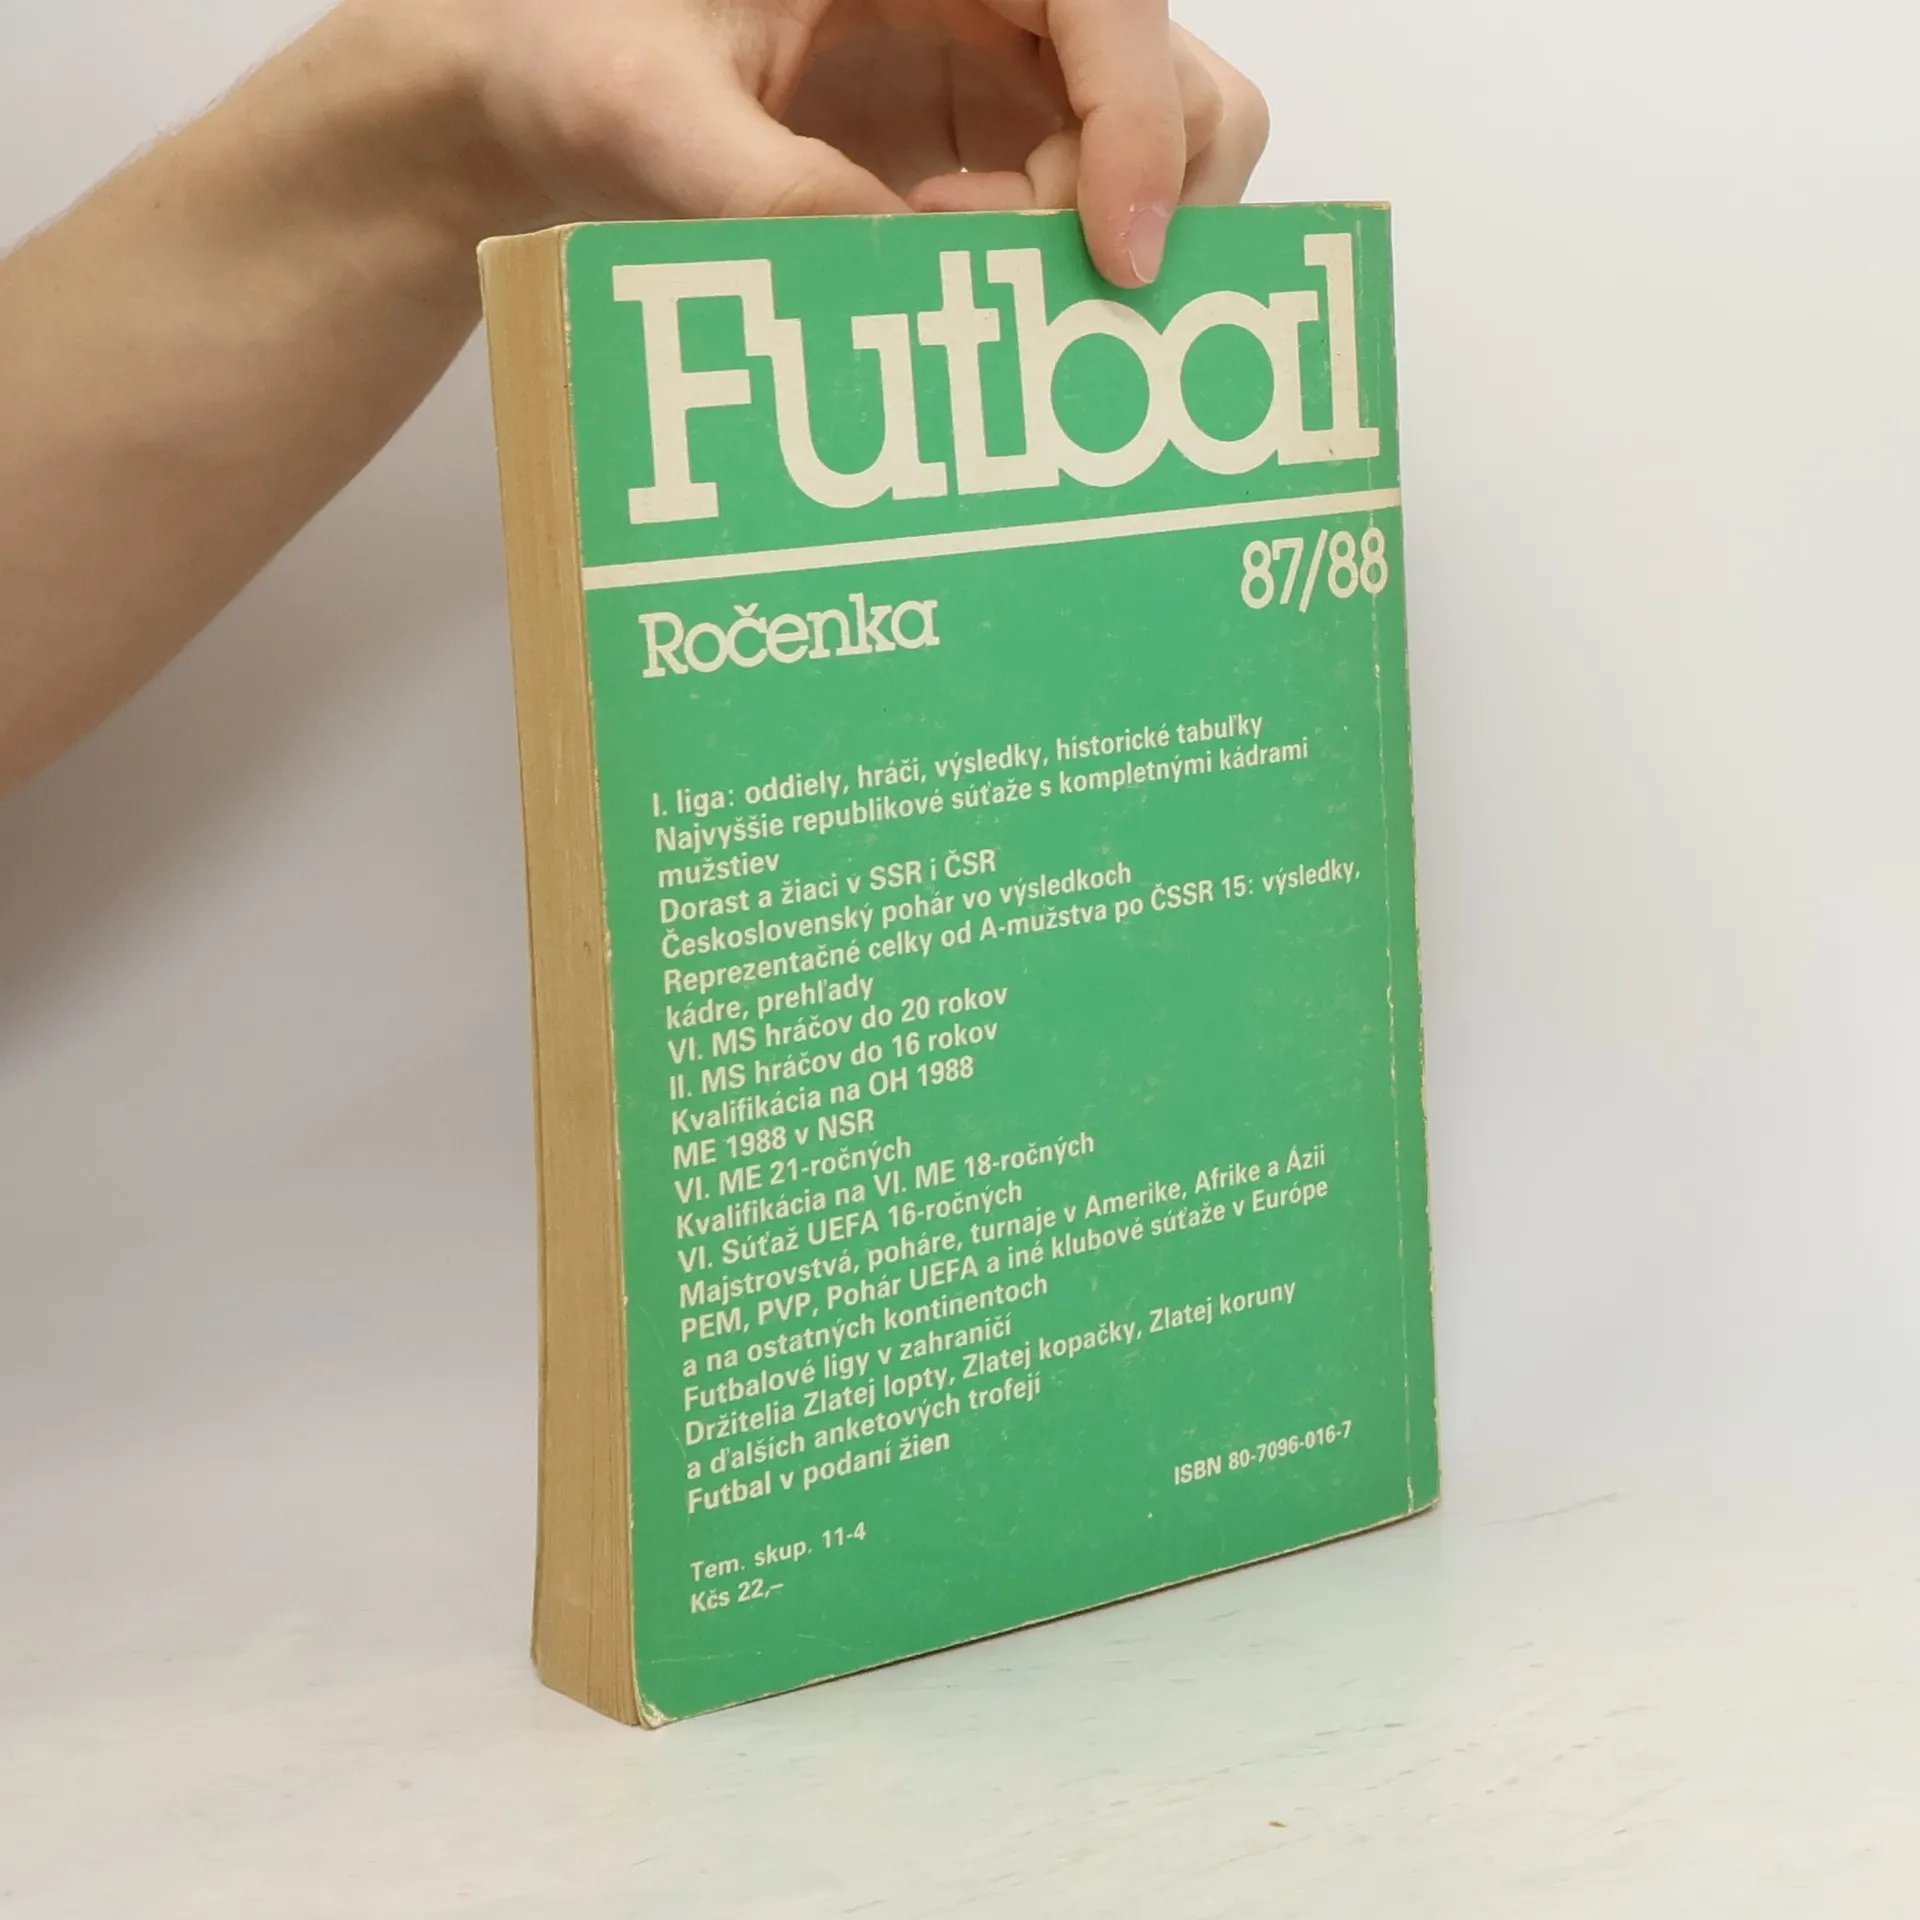 Futbal
87/88
Ročenka
I. liga: oddiely, hráči, výsledky, historické tabuľky
Najvyššie republikové súťaže s kompletnými kádrami
mužstiev
Dorast a žiaci v SSR i ČSR
Československý pohár vo výsledkoch
Reprezentačné celky od A-mužstva po ČSSR 15: výsledky,
kádre, prehľady
VI. MS hráčov do 20 rokov
II. MS hráčov do 16 rokov
Kvalifikácia na OH 1988
ME 1988 v NSR
VI. ME 21-ročných
Kvalifikácia na VI. ME 18-ročných
VI. Súťaž UEFA 16-ročných
Majstrovstvá, poháre, turnaje v Amerike, Afrike a Ázii
PEM, PVP, Pohár UEFA a iné klubové súťaže v Európe
a na ostatných kontinentoch
Futbalové ligy v zahraničí
Držitelia Zlatej lopty, Zlatej kopačky, Zlatej koruny
a ďalších anketových trofejí
Futbal v podaní žien
ISBN 80-7096-016-7
Tem. skup. 11-4
Kčs 22,–